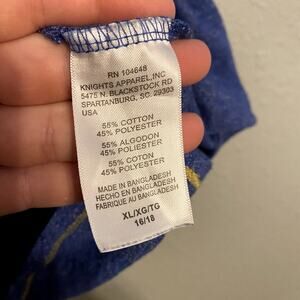 RN 104648
KNIGHTS APPAREL,INC
5475 N. BLACKSTOCK RD
SPARTANBURG, SC. 29303
USA
55% COTTON
45% POLYESTER
55% ALGODON
45% POLIESTER
55% COTON
45% POLYESTER
MADE IN BANGLADESH
HECHO EN BANGLADESH
FABRIQUE AU BANGLADESH
XL/XG/TG
16/18